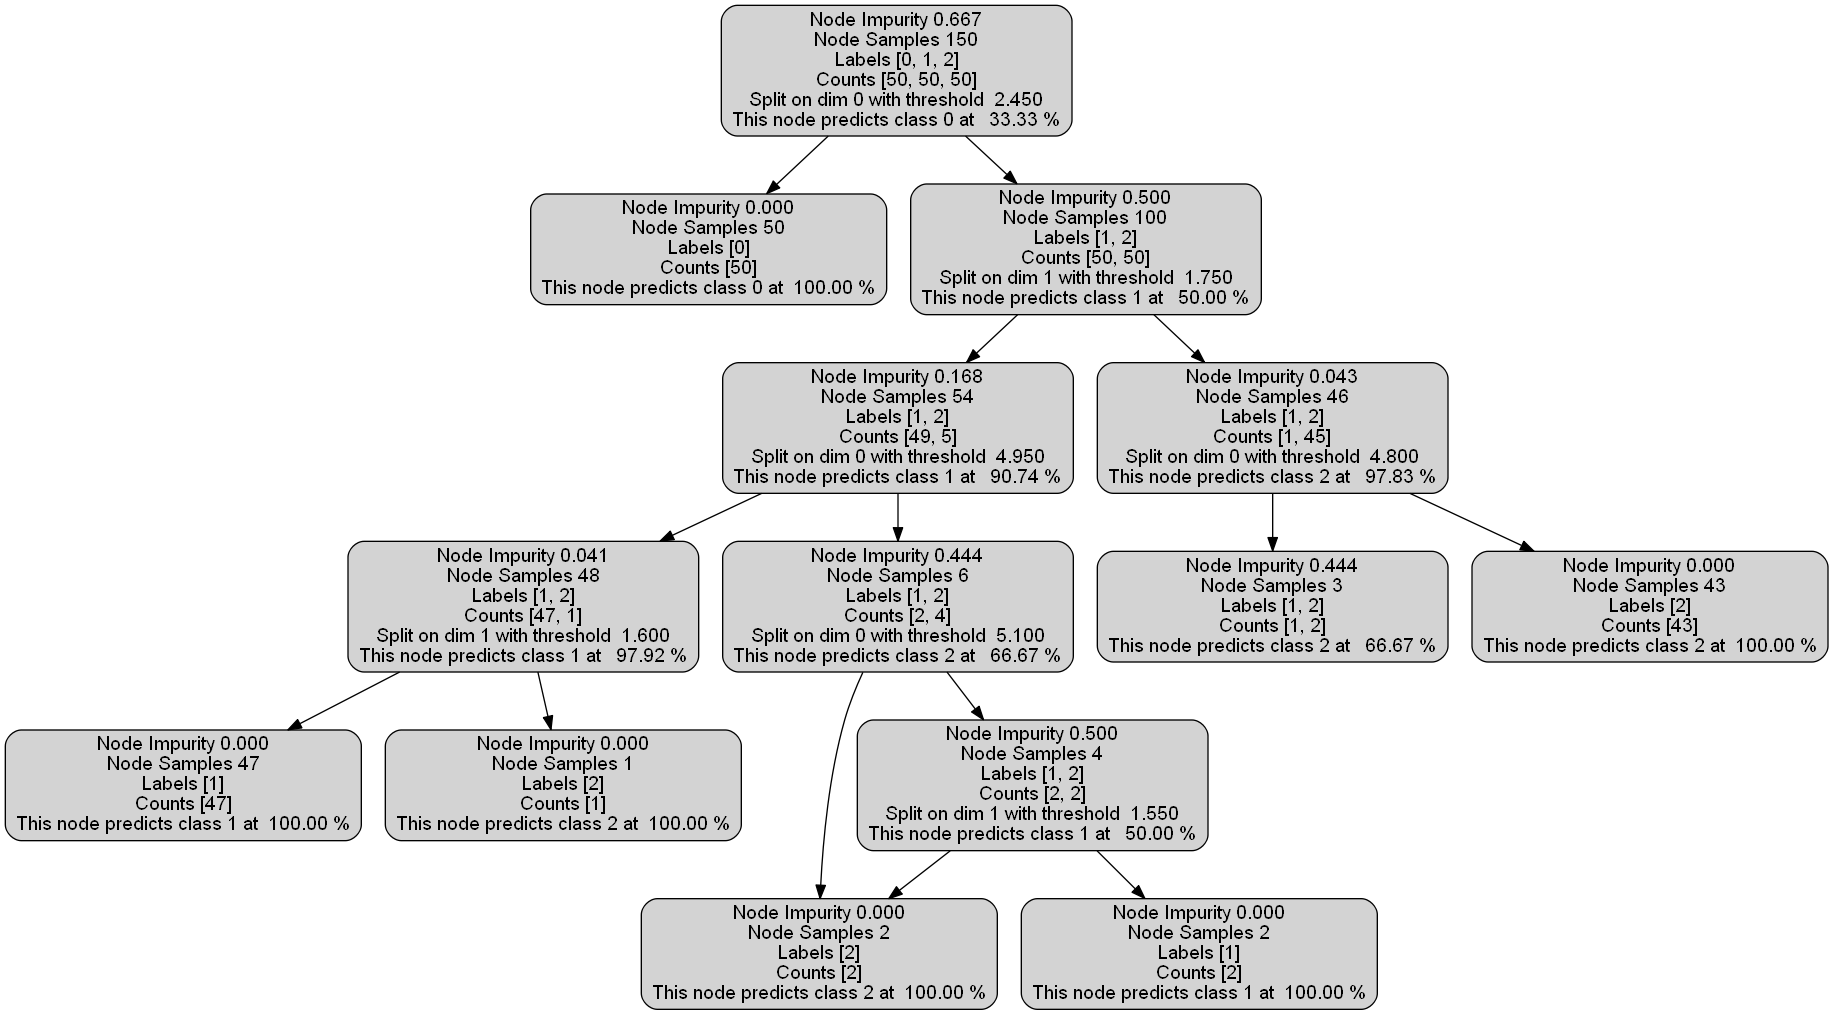 Node Impurity 0.667
Node Samples 150
Labels [0, 1, 2]
Counts [50, 50, 50]
Split on dim 0 with threshold  2.450
This node predicts class 0 at   33.33 %
Node Impurity 0.000
Node Samples 50
Labels [0]
Counts [50]
This node predicts class 0 at  100.00 %
Node Impurity 0.500
Node Samples 100
Labels [1, 2]
Counts [50, 50]
Split on dim 1 with threshold  1.750
This node predicts class 1 at   50.00 %
Node Impurity 0.168
Node Samples 54
Labels [1, 2]
Counts [49, 5]
Split on dim 0 with threshold  4.950
This node predicts class 1 at   90.74 %
Node Impurity 0.043
Node Samples 46
Labels [1, 2]
Counts [1, 45]
Split on dim 0 with threshold  4.800
This node predicts class 2 at   97.83 %
Node Impurity 0.041
Node Samples 48
Labels [1, 2]
Counts [47, 1]
Split on dim 1 with threshold  1.600
This node predicts class 1 at   97.92 %
Node Impurity 0.444
Node Samples 6
Labels [1, 2]
Counts [2, 4]
Split on dim 0 with threshold  5.100
This node predicts class 2 at   66.67 %
Node Impurity 0.444
Node Samples 3
Labels [1, 2]
Counts [1, 2]
This node predicts class 2 at   66.67 %
Node Impurity 0.000
Node Samples 43
Labels [2]
Counts [43]
This node predicts class 2 at  100.00 %
Node Impurity 0.000
Node Samples 47
Labels [1]
Counts [47]
This node predicts class 1 at  100.00 %
Node Impurity 0.000
Node Samples 1
Labels [2]
Counts [1]
This node predicts class 2 at  100.00 %
Node Impurity 0.500
Node Samples 4
Labels [1, 2]
Counts [2, 2]
Split on dim 1 with threshold  1.550
This node predicts class 1 at   50.00 %
Node Impurity 0.000
Node Samples 2
Labels [2]
Counts [2]
This node predicts class 2 at  100.00 %
Node Impurity 0.000
Node Samples 2
Labels [1]
Counts [2]
This node predicts class 1 at  100.00 %